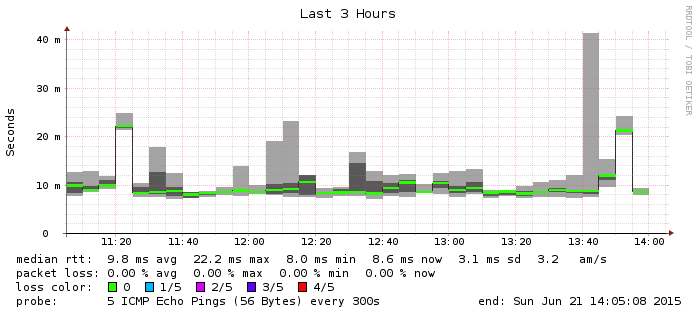 Last 3 Hours
RRDTOOL / TOBI OETIKER
Seconds
40 m
30 m
20 m
10 m
0
11:20 11:40 12:00 12:20 12:40 13:00 13:20 13:40 14:00
median rtt: 9.8 ms avg 22.2 ms max 8.0 ms min 8.6 ms now 3.1 ms sd 3.2 am/s
packet loss: 0.00 % avg 0.00 % max 0.00 % min 0.00 % now
loss color: 0 1/5 2/5 3/5 4/5
probe: 5 ICMP Echo Pings (56 Bytes) every 300s end: Sun Jun 21 14:05:08 2015